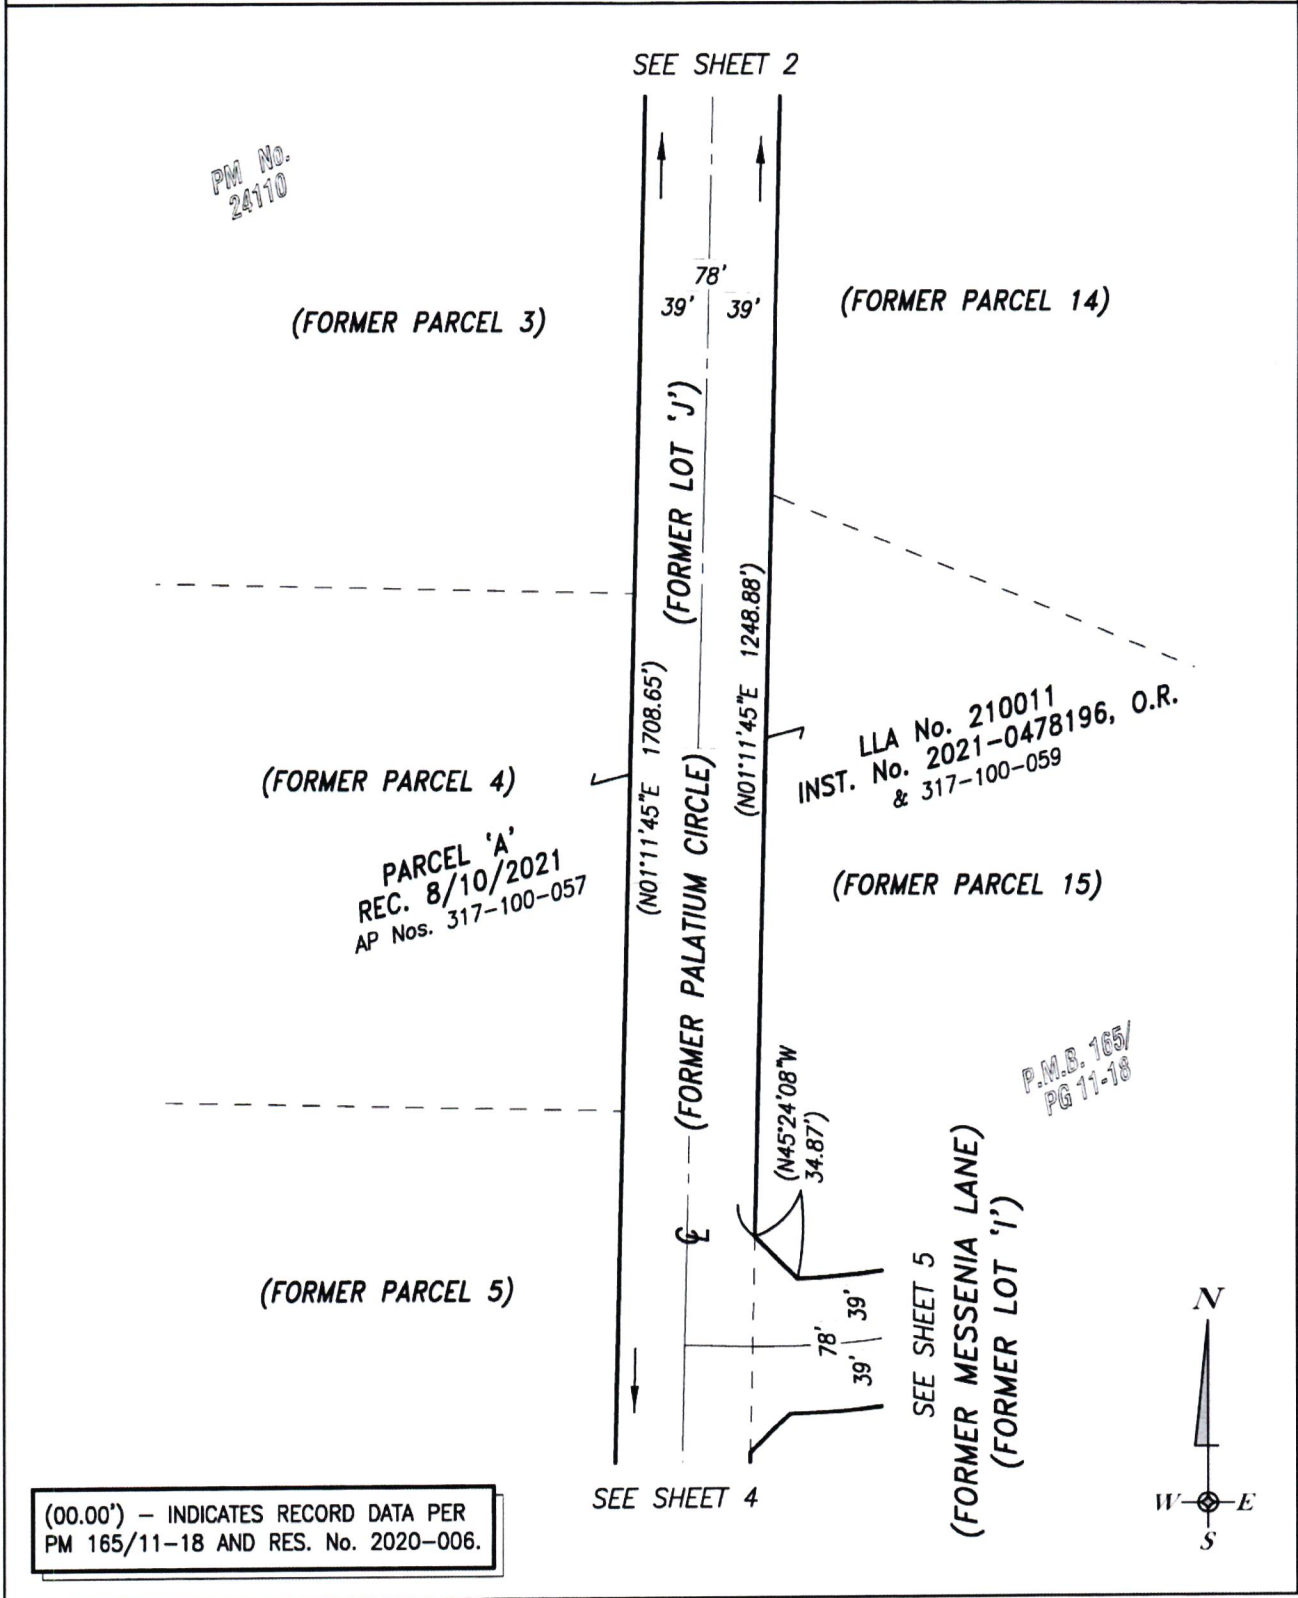 SEE SHEET 2
PM No.
24110
78'
39' 39'
(FORMER PARCEL 3)
(FORMER PARCEL 14)
(FORMER LOT 'J')
(N01°11'45"E 1708.65')
(N01°11'45"E 1248.88')
LLA No. 210011
INST. No. 2021-0478196, O.R.
& 317-100-059
(FORMER PARCEL 4)
PARCEL 'A'
REC. 8/10/2021
AP Nos. 317-100-057
(FORMER PALATIUM CIRCLE)
(FORMER PARCEL 15)
P.M.B. 165/
PG 11-18
(N45°24'08"W
34.87')
℄
(FORMER PARCEL 5)
39'
78'
39'
SEE SHEET 5
(FORMER MESSENIA LANE)
(FORMER LOT 'I')
N
W E
S
SEE SHEET 4
(00.00') – INDICATES RECORD DATA PER
PM 165/11-18 AND RES. No. 2020-006.